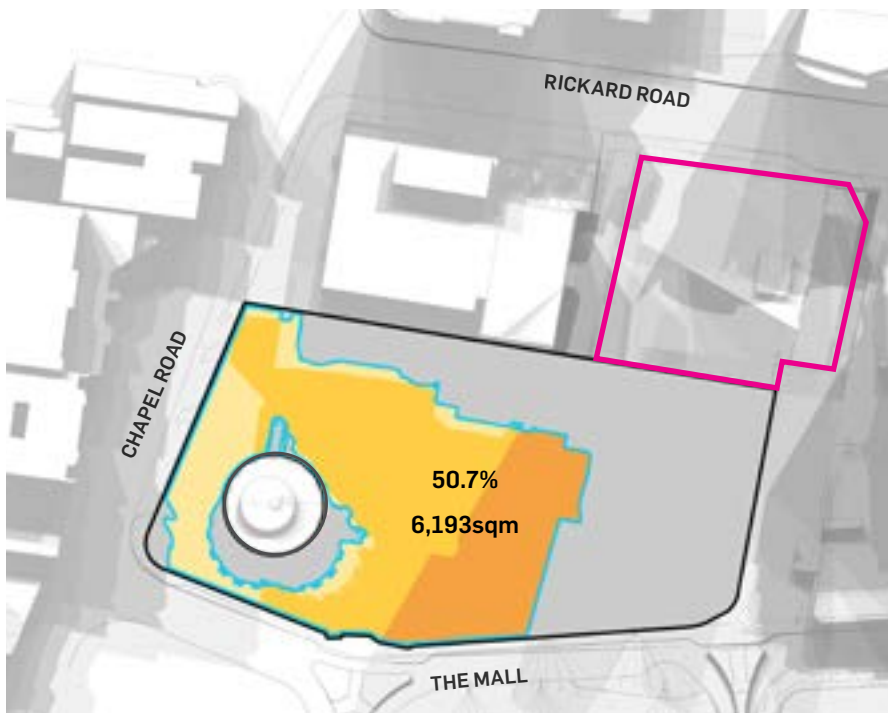 RICKARD ROAD
CHAPEL ROAD
50.7%
6,193sqm
THE MALL